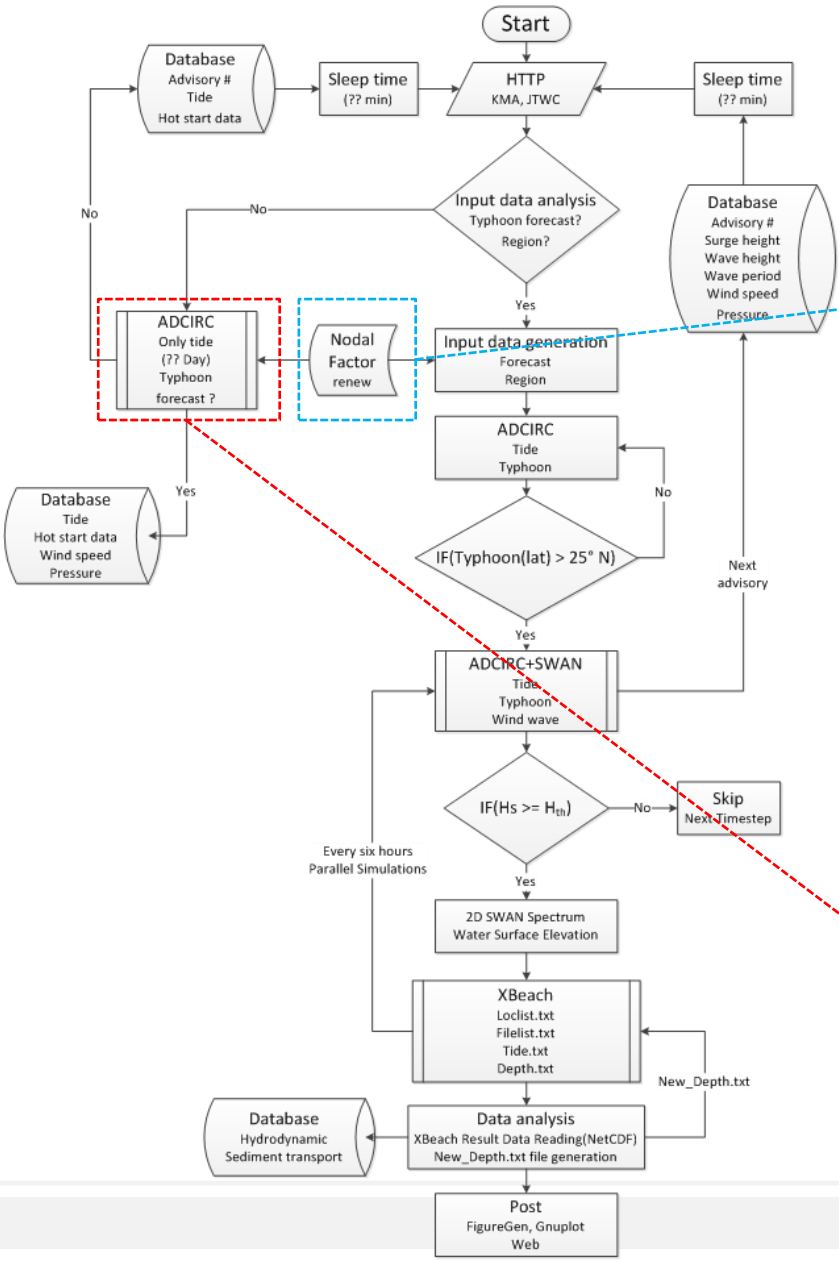 Start
Database
Advisory #
Tide
Hot start data
Sleep time
(?? min)
HTTP
KMA, JTWC
Sleep time
(?? min)
No
No
Input data analysis
Typhoon forecast?
Region?
Database
Advisory #
Surge height
Wave height
Wave period
Wind speed
Pressure
Yes
ADCIRC
Only tide
(?? Day)
Typhoon
forecast ?
Nodal
Factor
renew
Input data generation
Forecast
Region
ADCIRC
Tide
Typhoon
No
Yes
Database
Tide
Hot start data
Wind speed
Pressure
IF(Typhoon(lat) > 25° N)
Next
advisory
Yes
ADCIRC+SWAN
Tide
Typhoon
Wind wave
IF(Hs >= Hth)
No
Skip
Next Timestep
Every six hours
Parallel Simulations
Yes
2D SWAN Spectrum
Water Surface Elevation
XBeach
Loclist.txt
Filelist.txt
Tide.txt
Depth.txt
New_Depth.txt
Database
Hydrodynamic
Sediment transport
Data analysis
XBeach Result Data Reading(NetCDF)
New_Depth.txt file generation
Post
FigureGen, Gnuplot
Web